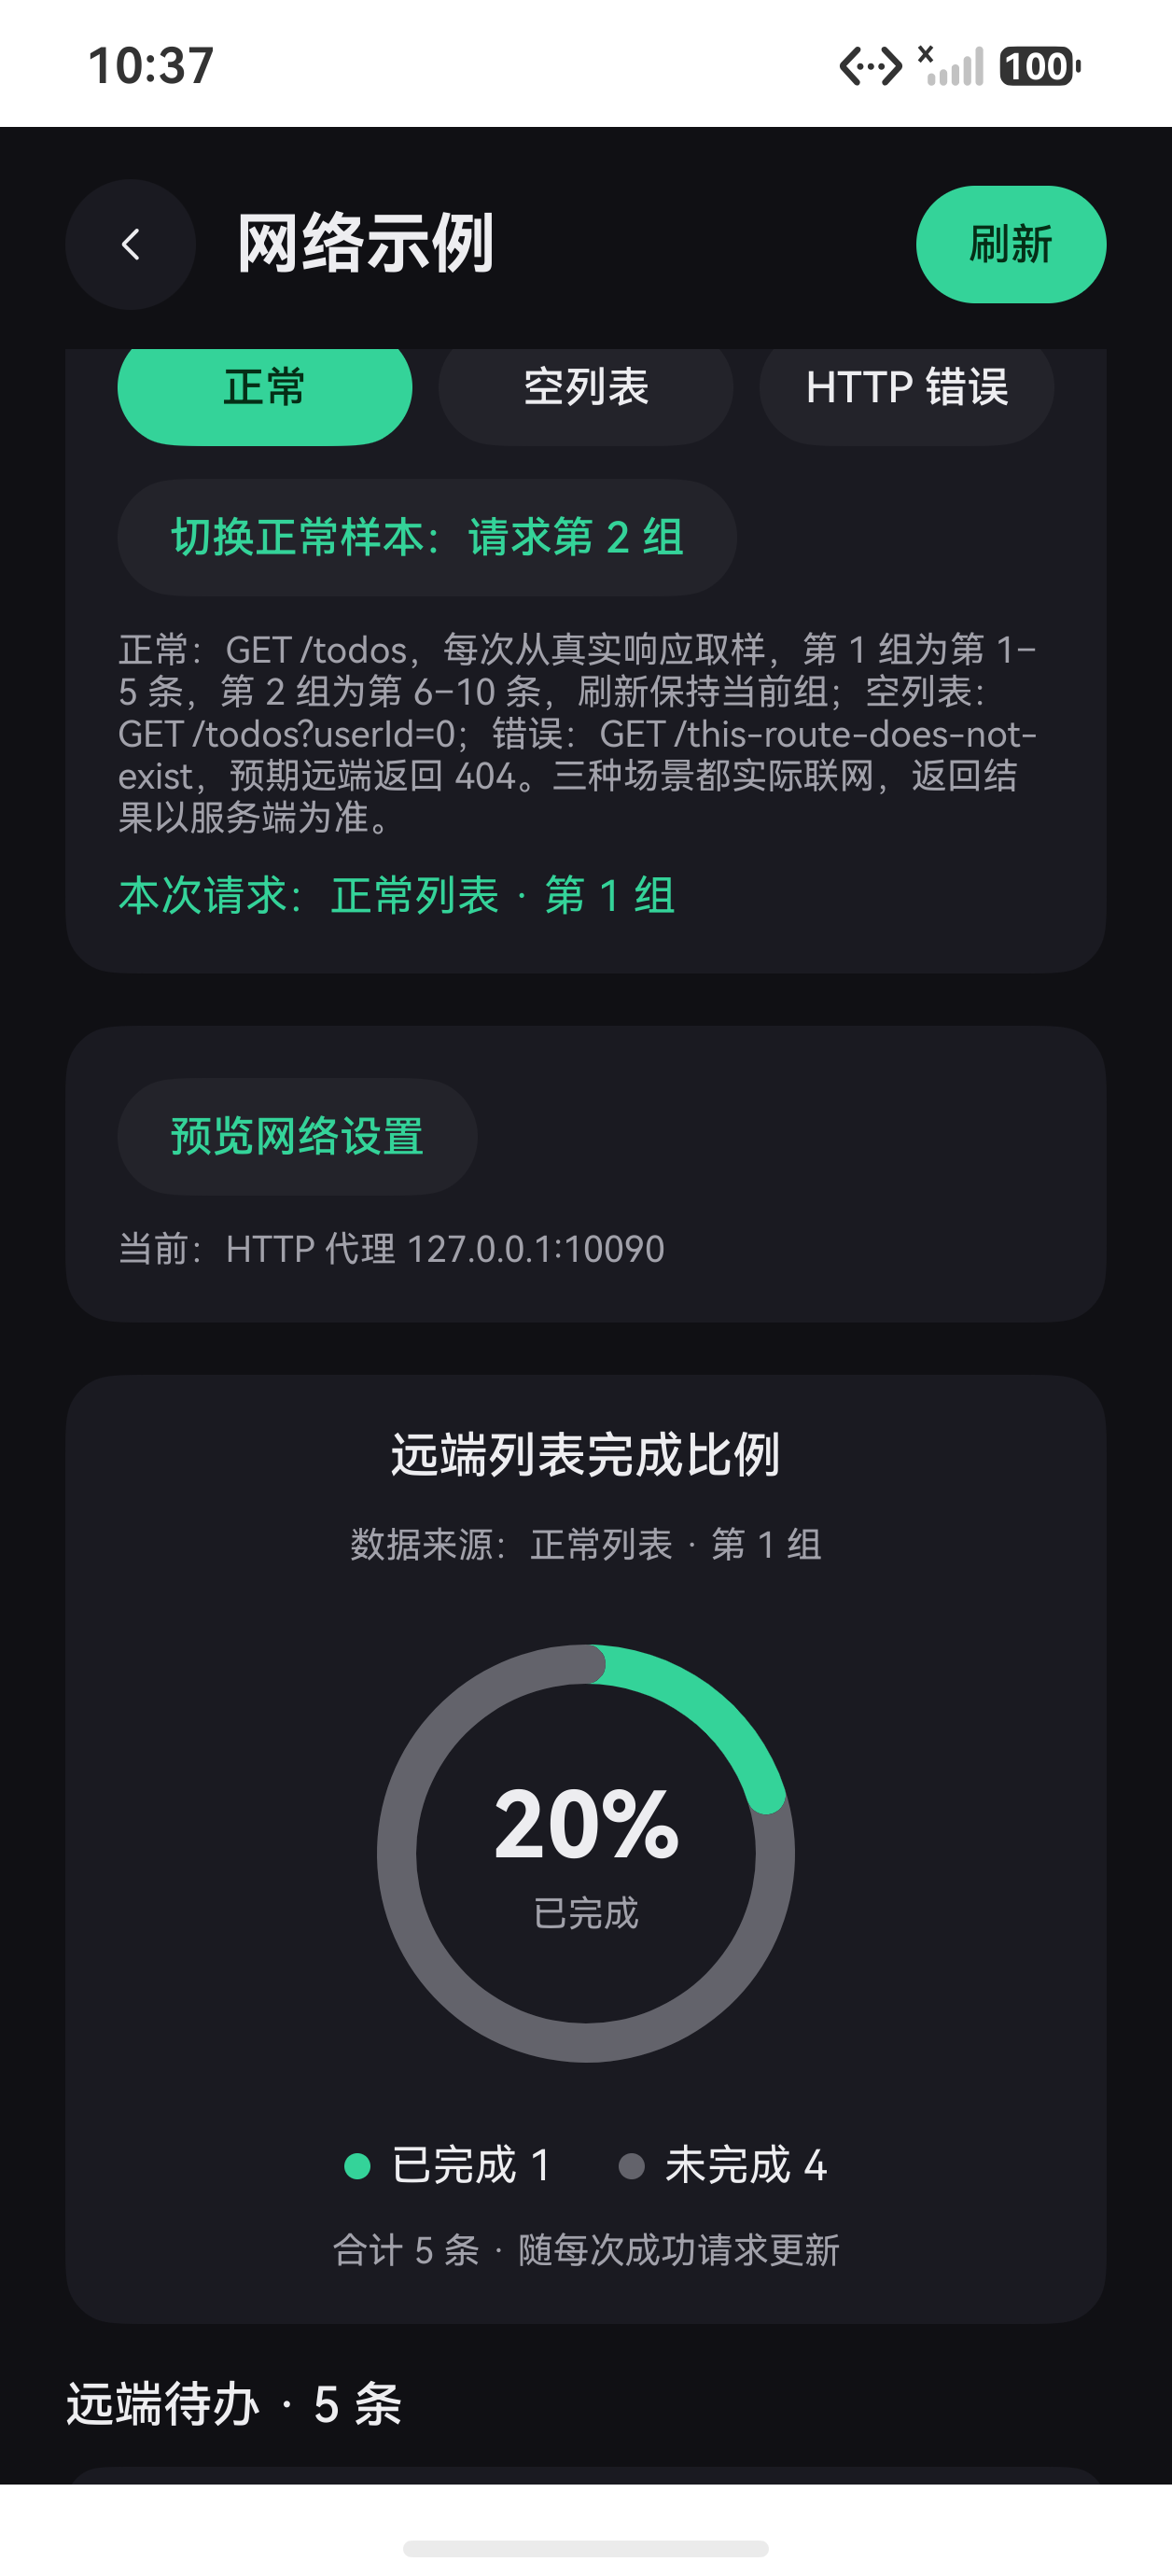 10:37
100
网络示例
刷新
正常
空列表
HTTP 错误
切换正常样本：请求第 2 组
正常：GET /todos，每次从真实响应取样，第 1 组为第 1–
5 条，第 2 组为第 6–10 条，刷新保持当前组；空列表：
GET /todos?userId=0；错误：GET /this-route-does-not-
exist，预期远端返回 404。三种场景都实际联网，返回结
果以服务端为准。
本次请求：正常列表 · 第 1 组
预览网络设置
当前：HTTP 代理 127.0.0.1:10090
远端列表完成比例
数据来源：正常列表 · 第 1 组
20%
已完成
已完成 1
未完成 4
合计 5 条 · 随每次成功请求更新
远端待办 · 5 条